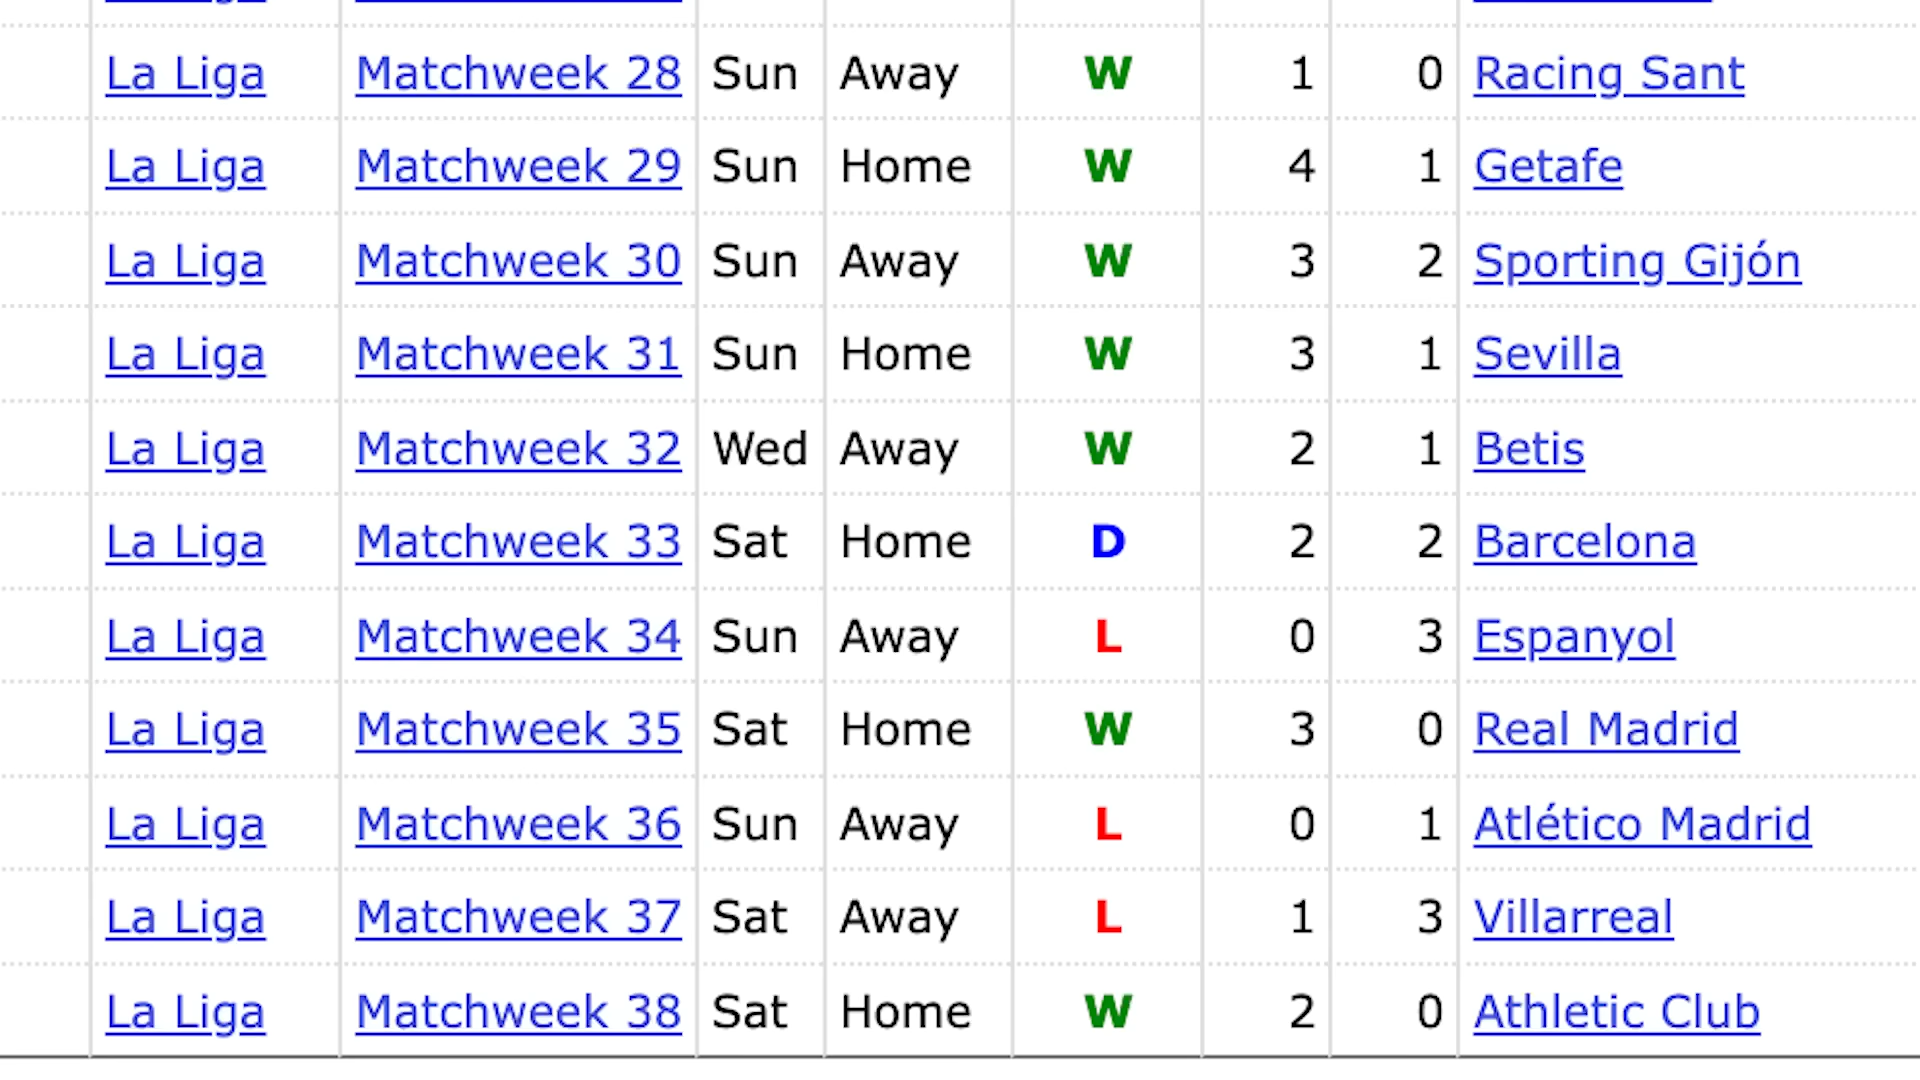 La Liga Matchweek 28 Sun Away W 1 0 Racing Sant
La Liga Matchweek 29 Sun Home W 4 1 Getafe
La Liga Matchweek 30 Sun Away W 3 2 Sporting Gijón
La Liga Matchweek 31 Sun Home W 3 1 Sevilla
La Liga Matchweek 32 Wed Away W 2 1 Betis
La Liga Matchweek 33 Sat Home D 2 2 Barcelona
La Liga Matchweek 34 Sun Away L 0 3 Espanyol
La Liga Matchweek 35 Sat Home W 3 0 Real Madrid
La Liga Matchweek 36 Sun Away L 0 1 Atlético Madrid
La Liga Matchweek 37 Sat Away L 1 3 Villarreal
La Liga Matchweek 38 Sat Home W 2 0 Athletic Club